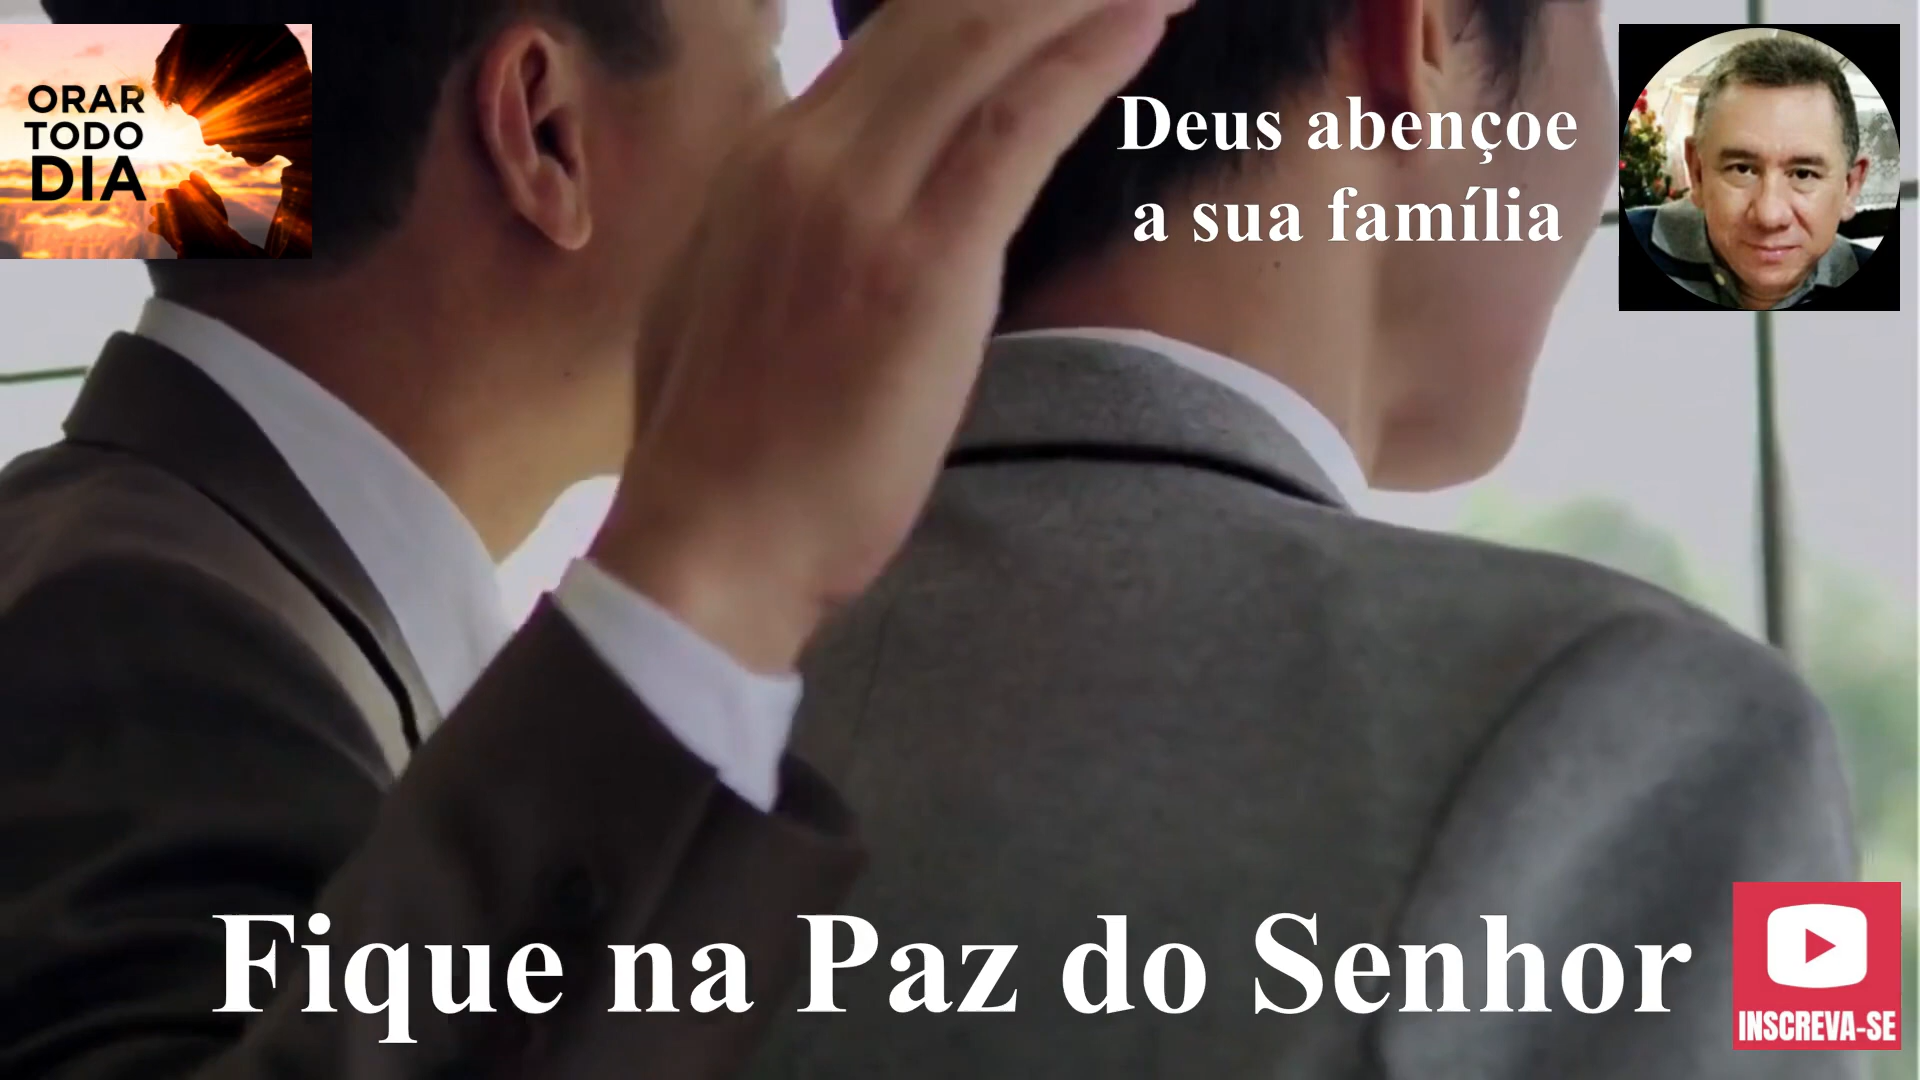 ORAR
TODO
DIA
Deus abençoe
a sua família
Fique na Paz do Senhor
INSCREVA-SE